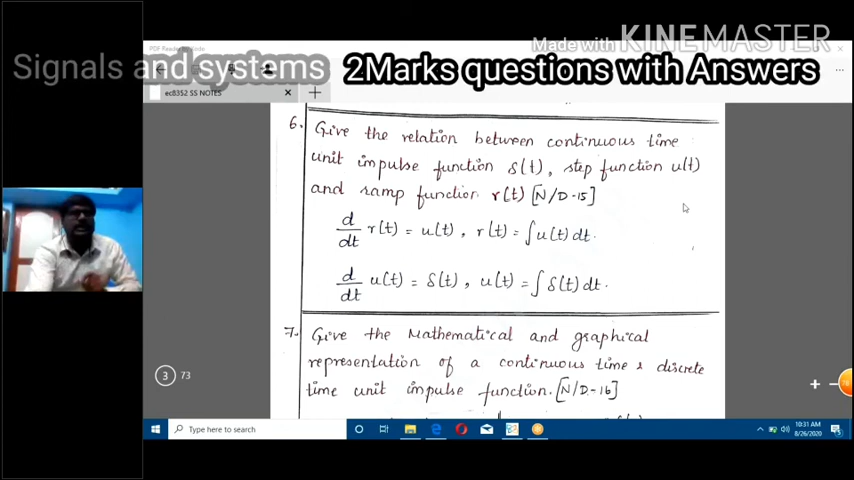 Made with KINEMASTER
Signals and systems 2Marks questions with Answers
ec8352 SS NOTES
6. Give the relation between continuous time
unit impulse function δ(t), step function u(t)
and ramp function r(t) [N/D-15]
d/dt r(t) = u(t), r(t) = ∫u(t) dt.
d/dt u(t) = δ(t), u(t) = ∫ δ(t) dt.
7. Give the Mathematical and graphical
representation of a continuous time & discrete
time unit impulse function. [N/D-16]
3 73
Type here to search
10:31 AM
8/26/2020